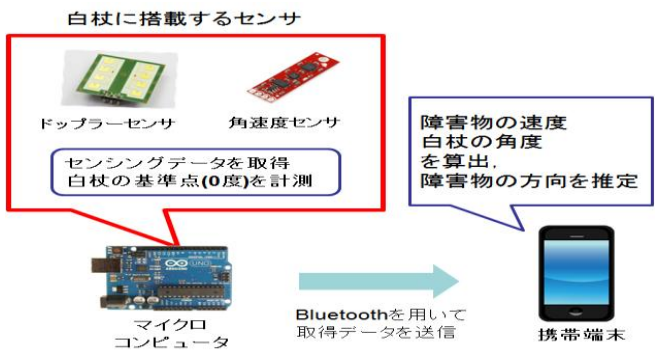 白杖に搭載するセンサ
ドップラーセンサ
角速度センサ
センシングデータを取得
白杖の基準点(0度)を計測
障害物の速度
白杖の角度
を算出,
障害物の方向を推定
UNO
ARDUINO
マイクロ
コンピュータ
Bluetoothを用いて
取得データを送信
携帯端末